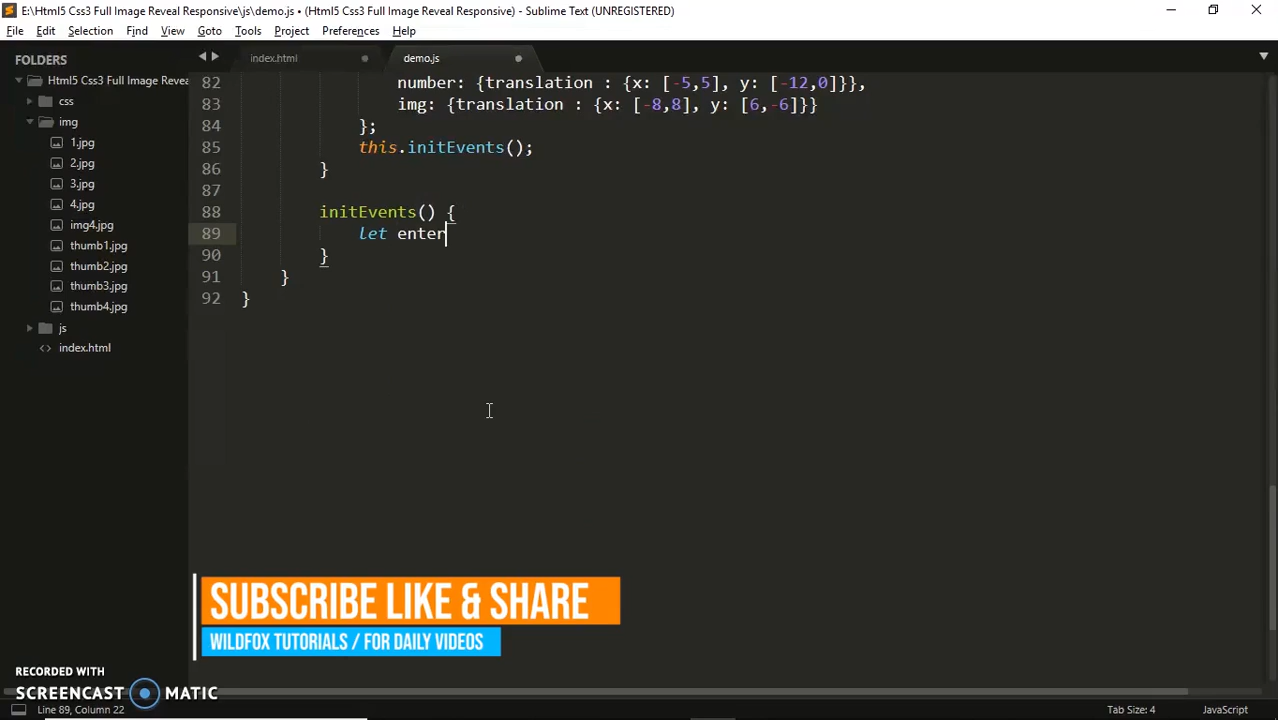 E:\Html5 Css3 Full Image Reveal Responsive\js\demo.js • (Html5 Css3 Full Image Reveal Responsive) - Sublime Text (UNREGISTERED)
File Edit Selection Find View Goto Tools Project Preferences Help
FOLDERS
Html5 Css3 Full Image Revea
css
img
1.jpg
2.jpg
3.jpg
4.jpg
img4.jpg
thumb1.jpg
thumb2.jpg
thumb3.jpg
thumb4.jpg
js
index.html
index.html demo.js
82 number: {translation : {x: [-5,5], y: [-12,0]}},
83 img: {translation : {x: [-8,8], y: [6,-6]}}
84 };
85 this.initEvents();
86 }
87
88 initEvents() {
89 let enter
90 }
91 }
92 }
SUBSCRIBE LIKE & SHARE
WILDFOX TUTORIALS / FOR DAILY VIDEOS
RECORDED WITH
SCREENCAST MATIC
Line 89, Column 22 Tab Size: 4 JavaScript